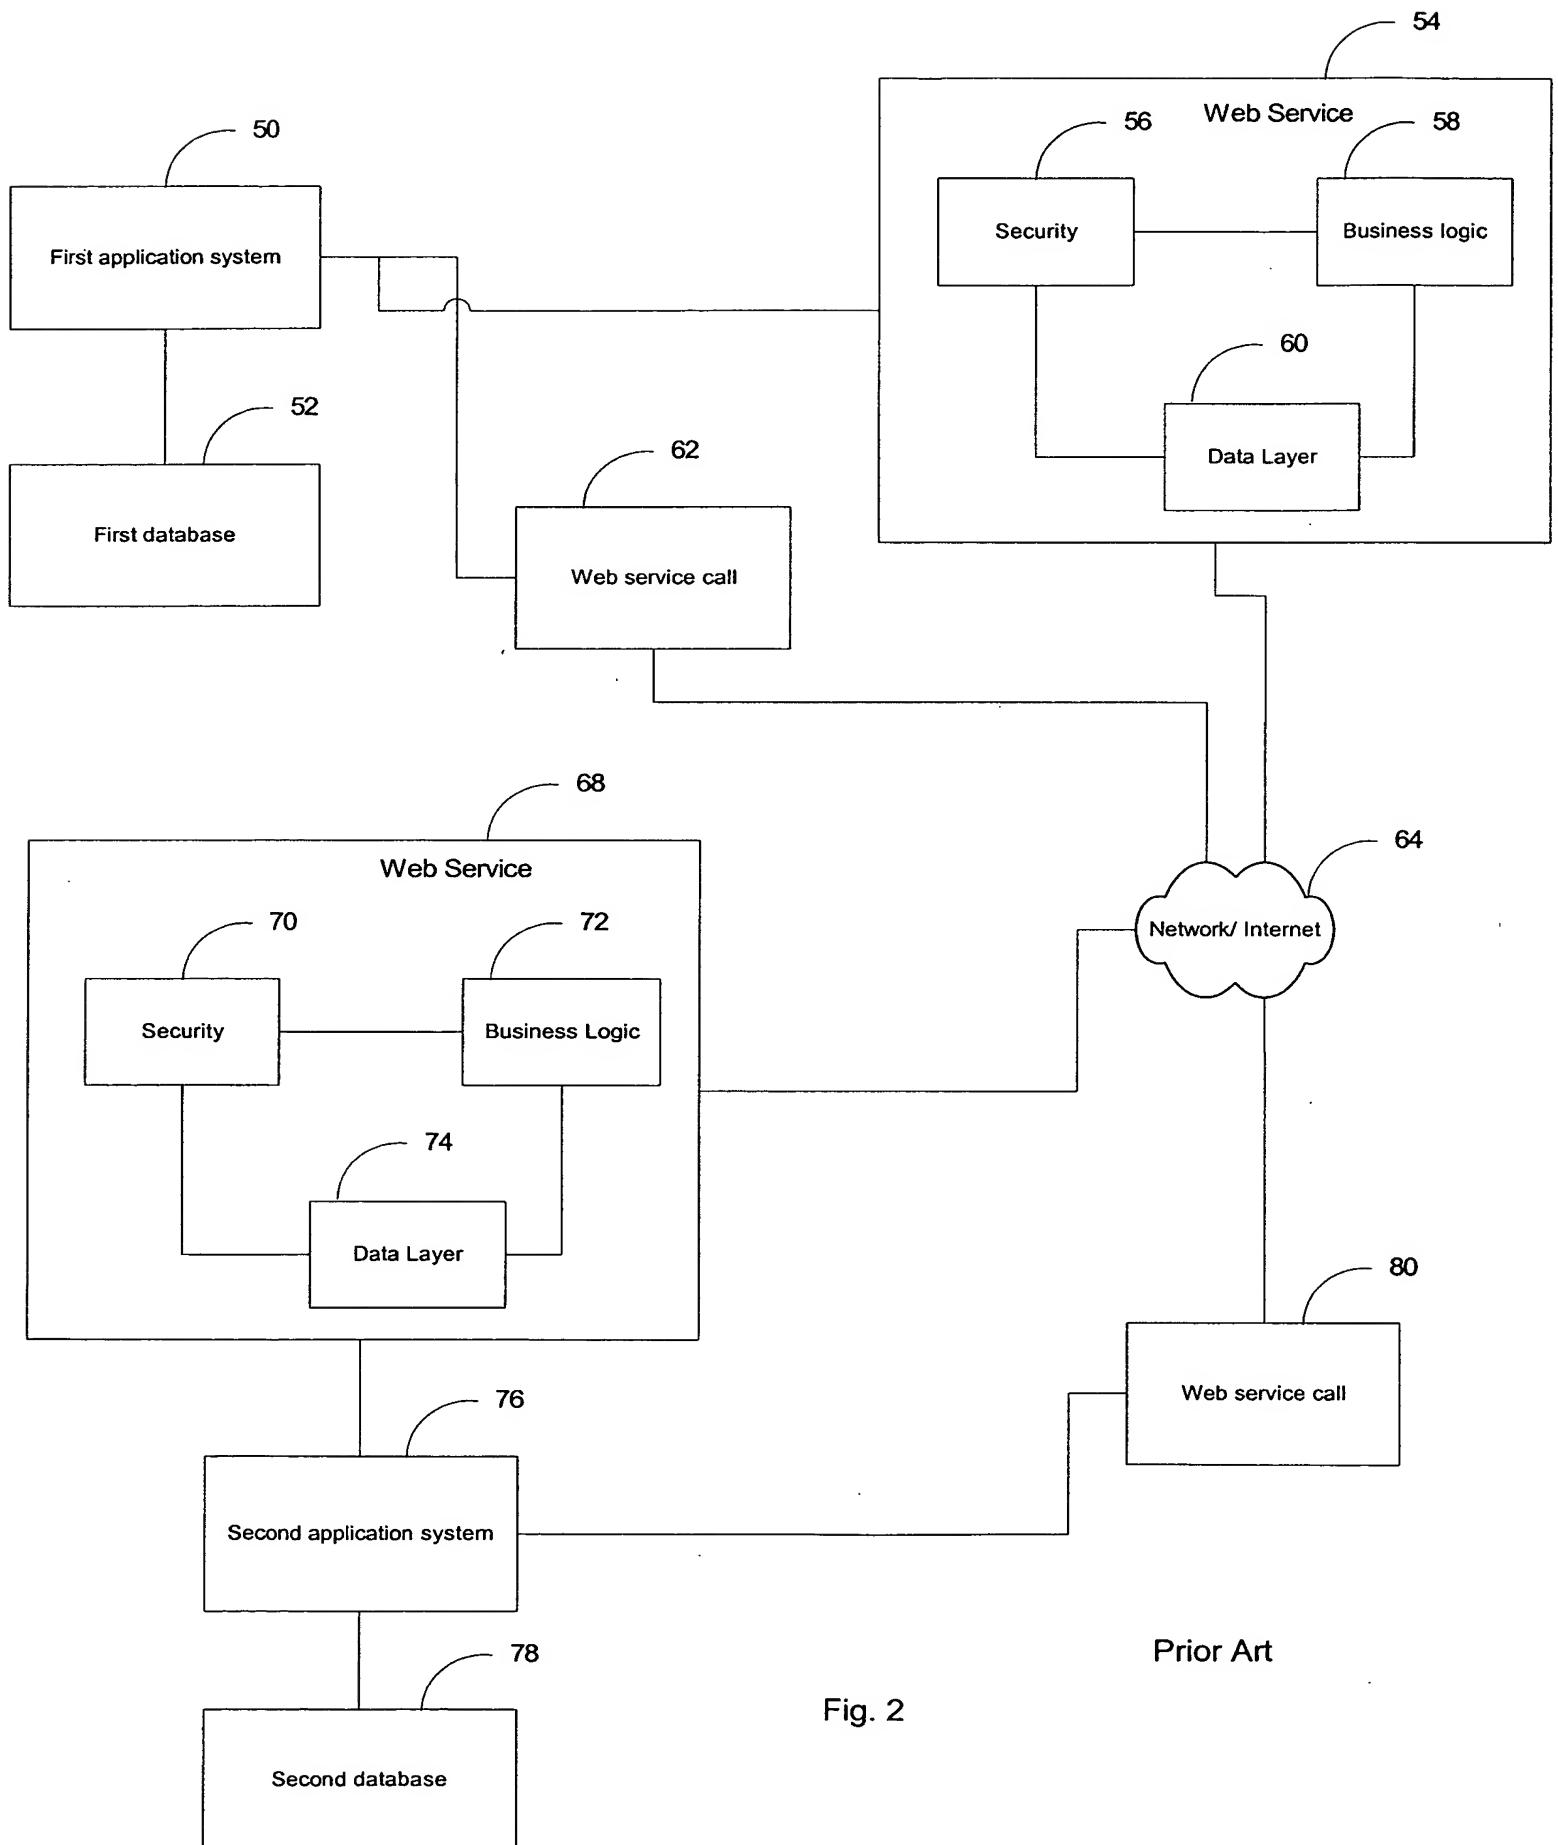 54
Web Service
50
56
58
First application system
Security
Business logic
60
52
62
Data Layer
First database
Web service call
68
64
Web Service
70
72
Network/ Internet
Security
Business Logic
74
Data Layer
80
76
Web service call
Second application system
78
Prior Art
Fig. 2
Second database